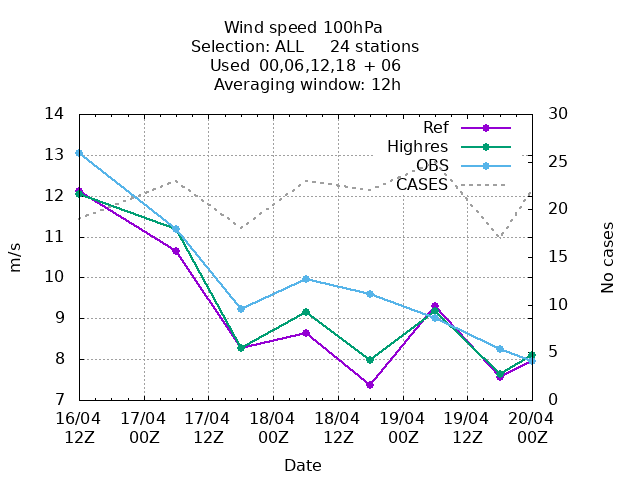 Wind speed 100hPa
Selection: ALL 24 stations
Used 00,06,12,18 + 06
Averaging window: 12h
Ref
Highres
OBS
CASES
14
13
12
11
10
9
8
7
30
25
20
15
10
5
0
m/s
No cases
16/04 17/04 17/04 18/04 18/04 19/04 19/04 20/04
12Z 00Z 12Z 00Z 12Z 00Z 12Z 00Z
Date